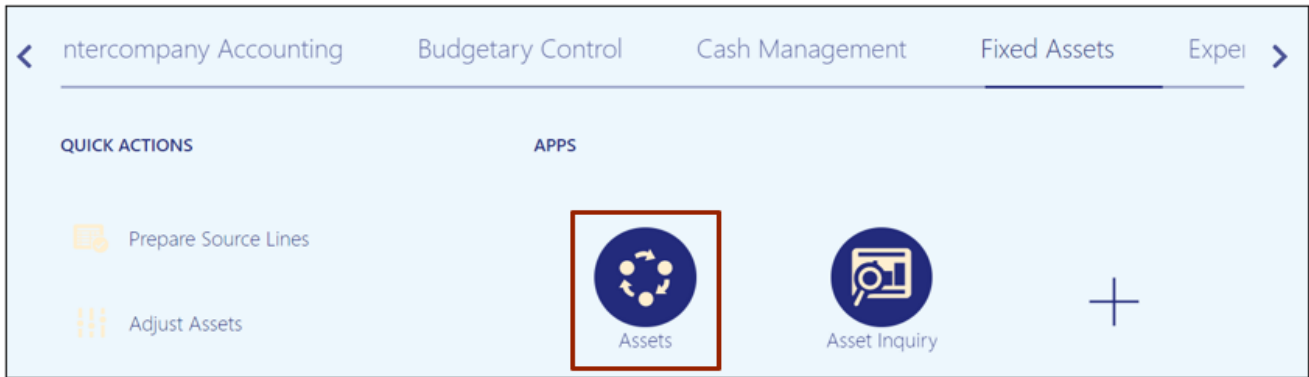 ntercompany Accounting Budgetary Control Cash Management Fixed Assets Exper
QUICK ACTIONS APPS
Prepare Source Lines
Adjust Assets
Assets Asset Inquiry